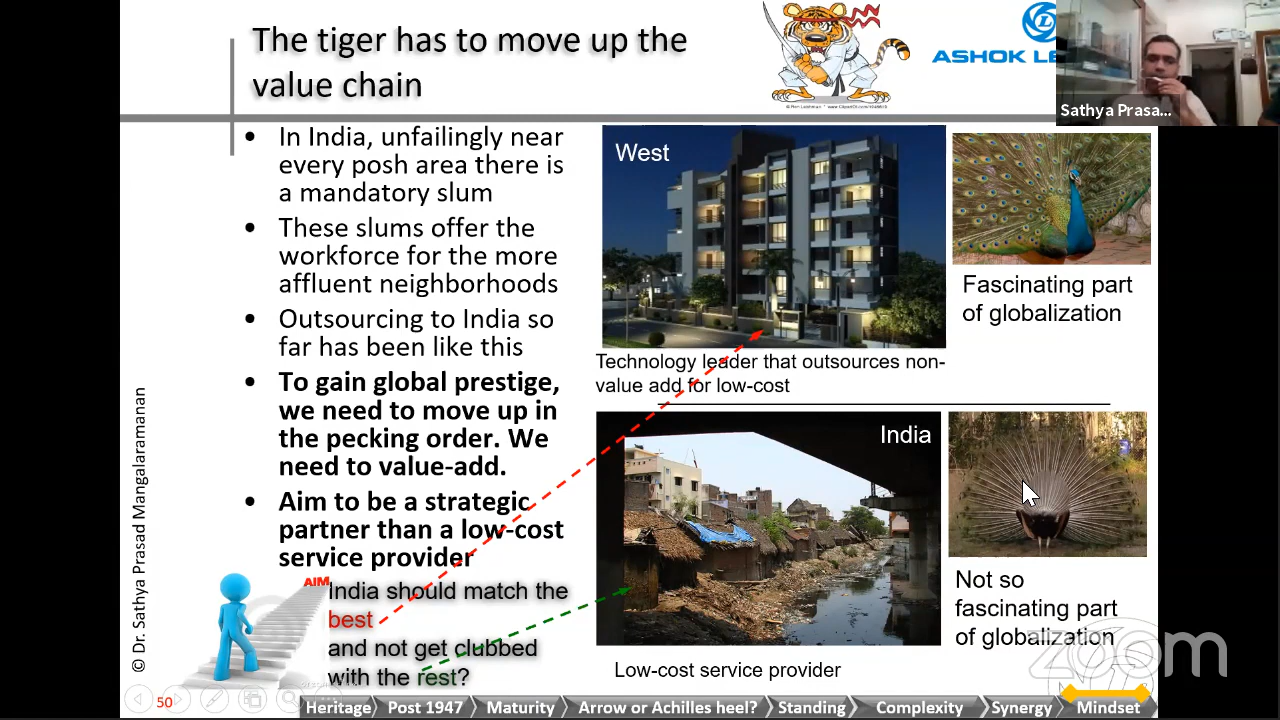 The tiger has to move up the
value chain
ASHOK LE
Sathya Prasa...
• In India, unfailingly near
every posh area there is
a mandatory slum
• These slums offer the
workforce for the more
affluent neighborhoods
• Outsourcing to India so
far has been like this
• To gain global prestige,
we need to move up in
the pecking order. We
need to value-add.
• Aim to be a strategic
partner than a low-cost
service provider
AIM
India should match the
best
and not get clubbed
with the rest?
West
Technology leader that outsources non-
value add for low-cost
Fascinating part
of globalization
India
Low-cost service provider
Not so
fascinating part
of globalization
zoom
© Dr. Sathya Prasad Mangalaramanan
50
Heritage Post 1947 Maturity Arrow or Achilles heel? Standing Complexity Synergy Mindset